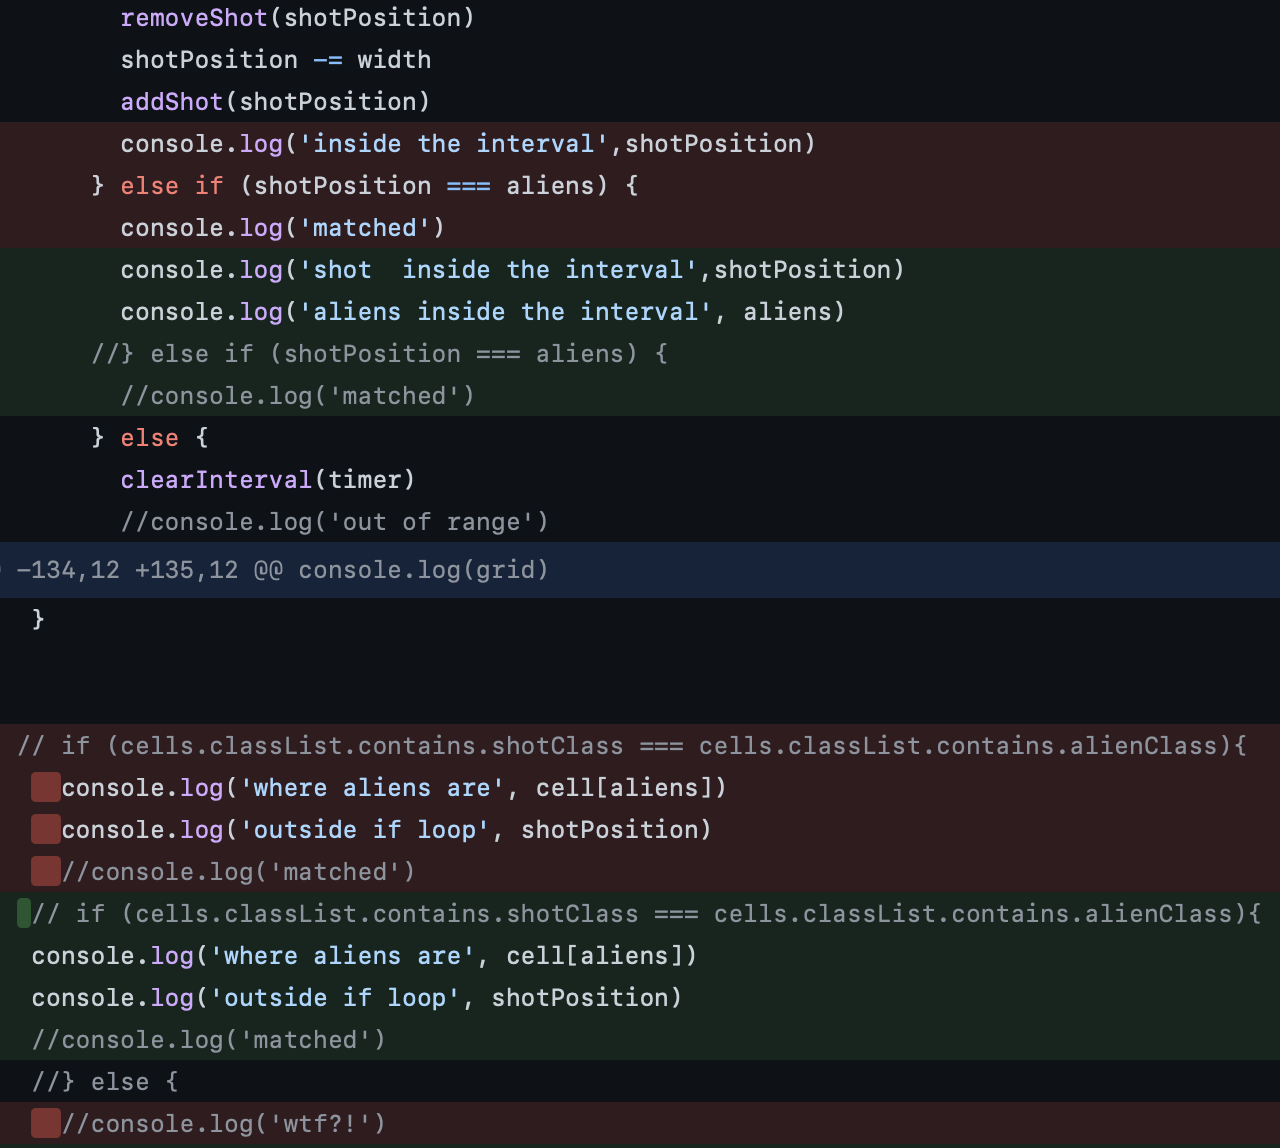 removeShot(shotPosition)
shotPosition -= width
addShot(shotPosition)
console.log('inside the interval',shotPosition)
} else if (shotPosition === aliens) {
console.log('matched')
console.log('shot  inside the interval',shotPosition)
console.log('aliens inside the interval', aliens)
//} else if (shotPosition === aliens) {
//console.log('matched')
} else {
clearInterval(timer)
//console.log('out of range')
-134,12 +135,12 @@ console.log(grid)
}
// if (cells.classList.contains.shotClass === cells.classList.contains.alienClass){
console.log('where aliens are', cell[aliens])
console.log('outside if loop', shotPosition)
//console.log('matched')
// if (cells.classList.contains.shotClass === cells.classList.contains.alienClass){
console.log('where aliens are', cell[aliens])
console.log('outside if loop', shotPosition)
//console.log('matched')
//} else {
//console.log('wtf?!')